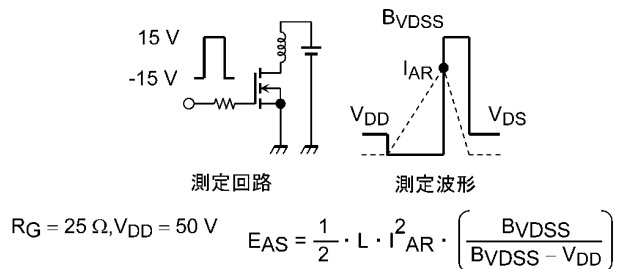 15 V
-15 V
BVDSS
IAR
VDD
VDS
測定回路
測定波形
RG = 25 Ω,VDD = 50 V
EAS = 1/2 · L · I²AR · (BVDSS / (BVDSS − VDD))